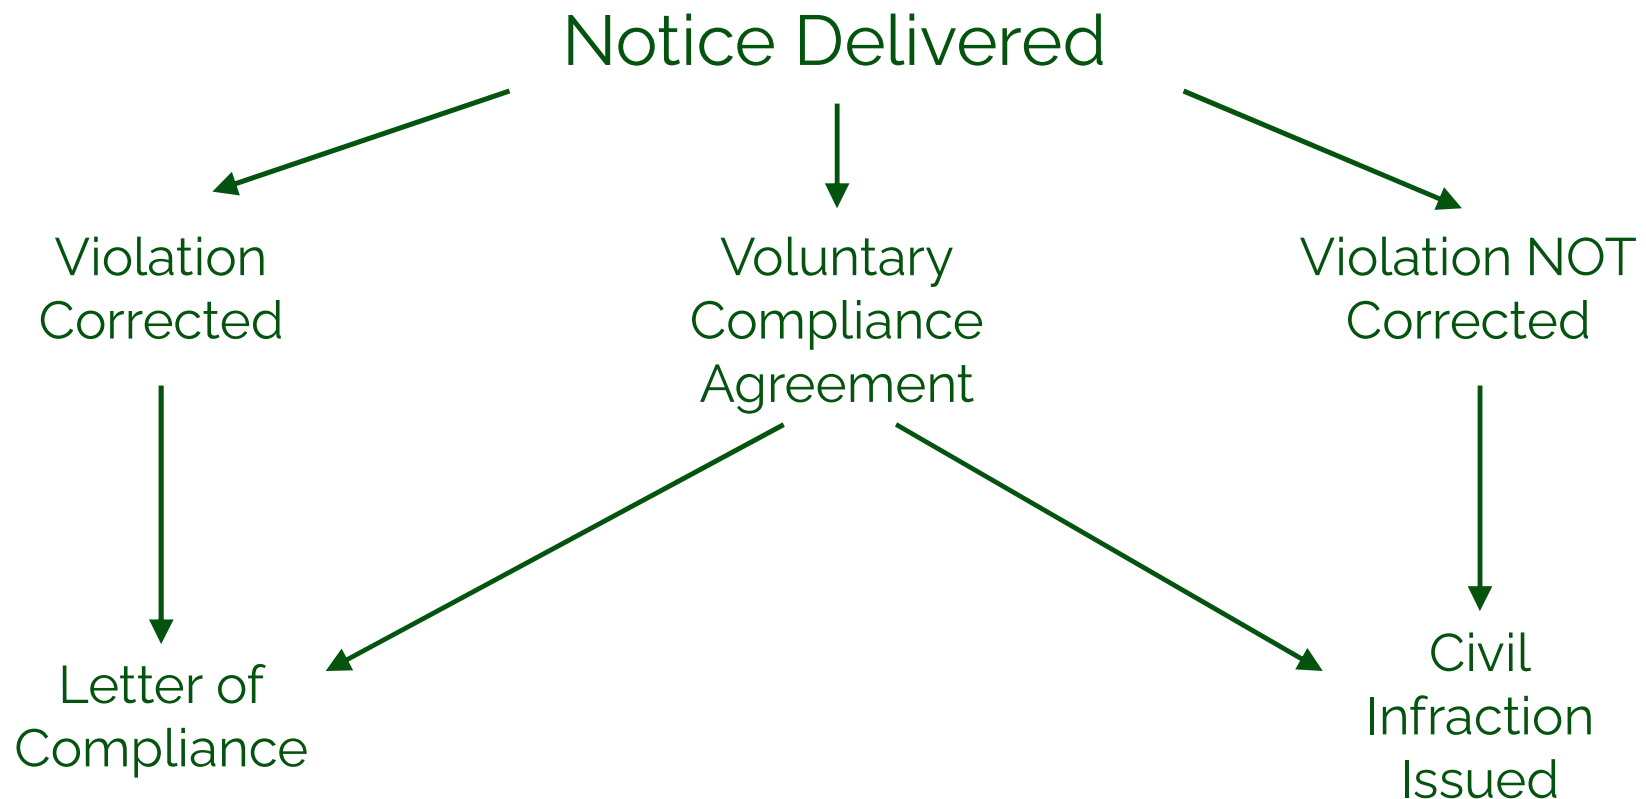 Notice Delivered
Violation
Corrected
Voluntary
Compliance
Agreement
Violation NOT
Corrected
Letter of
Compliance
Civil
Infraction
Issued